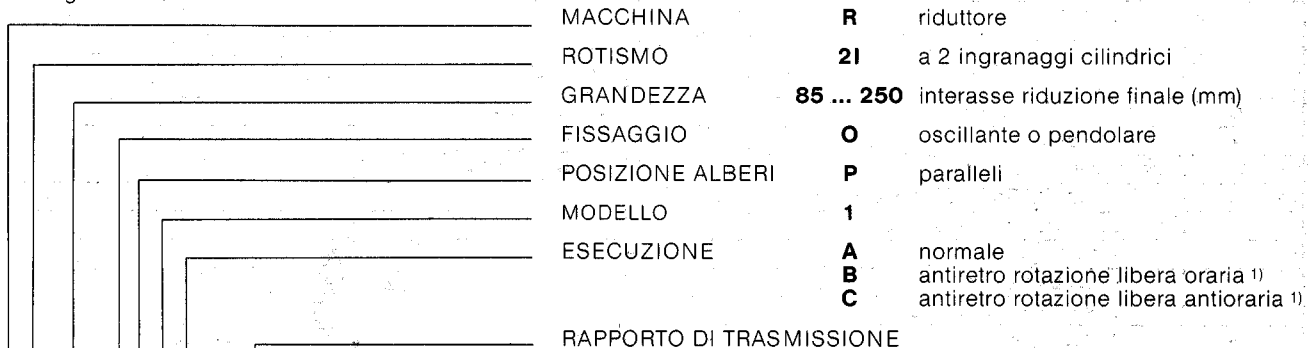 MACCHINA R riduttore
ROTISMO 2I a 2 ingranaggi cilindrici
GRANDEZZA 85 ... 250 interasse riduzione finale (mm)
FISSAGGIO O oscillante o pendolare
POSIZIONE ALBERI P paralleli
MODELLO 1
ESECUZIONE A normale
B antiretro rotazione libera oraria 1)
C antiretro rotazione libera antioraria 1)
RAPPORTO DI TRASMISSIONE